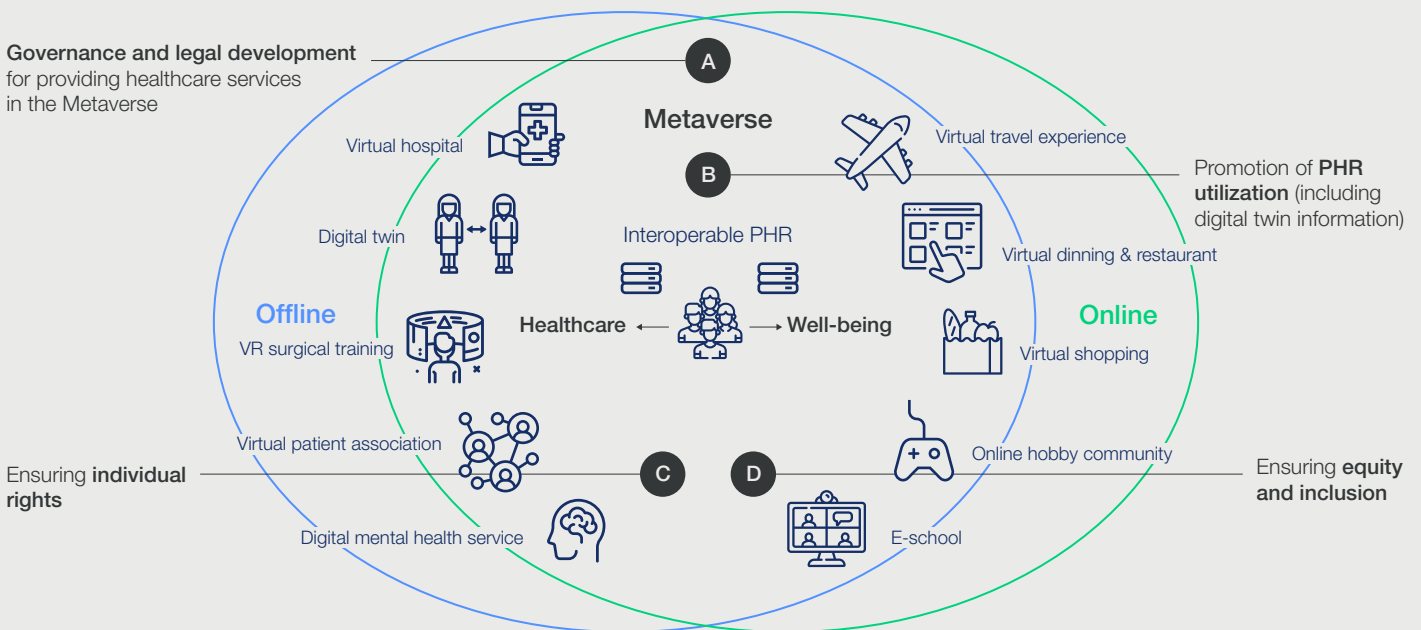 Governance and legal development
for providing healthcare services
in the Metaverse
A
Metaverse
Virtual hospital
Virtual travel experience
B
Promotion of PHR
utilization (including
digital twin information)
Digital twin
Interoperable PHR
Virtual dinning & restaurant
Offline
Healthcare
Well-being
Online
VR surgical training
Virtual shopping
Virtual patient association
Online hobby community
Ensuring individual
rights
C
D
Ensuring equity
and inclusion
Digital mental health service
E-school